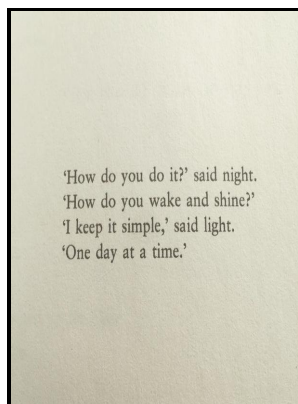 ‘How do you do it?’ said night.
‘How do you wake and shine?’
‘I keep it simple,’ said light.
‘One day at a time.’